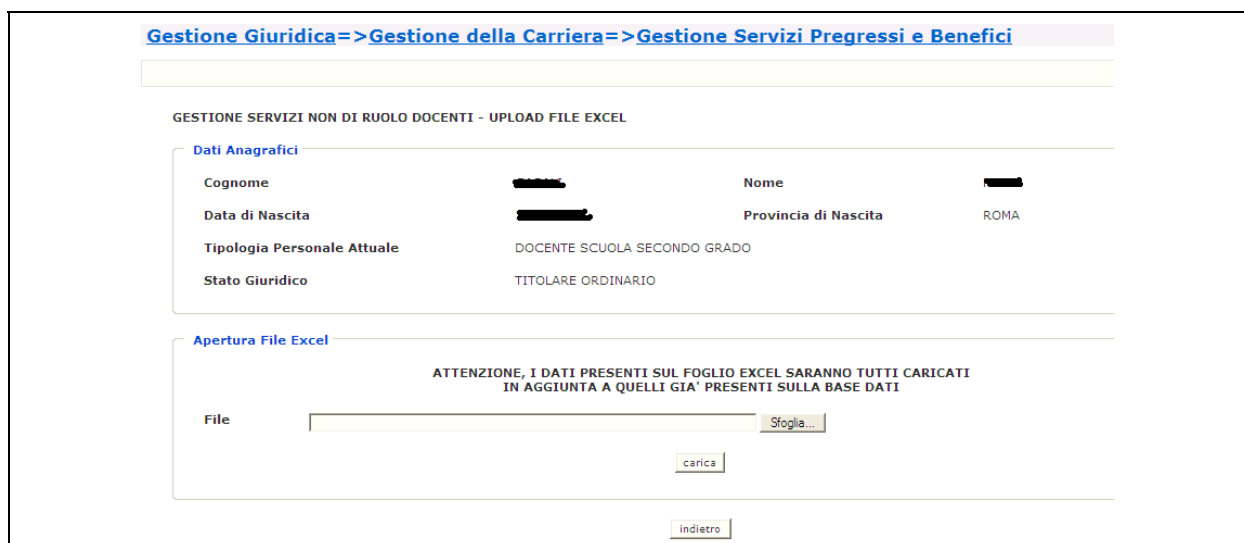 Gestione Giuridica=>Gestione della Carriera=>Gestione Servizi Pregressi e Benefici
GESTIONE SERVIZI NON DI RUOLO DOCENTI - UPLOAD FILE EXCEL
Dati Anagrafici
Cognome Nome
Data di Nascita Provincia di Nascita ROMA
Tipologia Personale Attuale DOCENTE SCUOLA SECONDO GRADO
Stato Giuridico TITOLARE ORDINARIO
Apertura File Excel
ATTENZIONE, I DATI PRESENTI SUL FOGLIO EXCEL SARANNO TUTTI CARICATI
IN AGGIUNTA A QUELLI GIA' PRESENTI SULLA BASE DATI
File Sfoglia...
carica
indietro